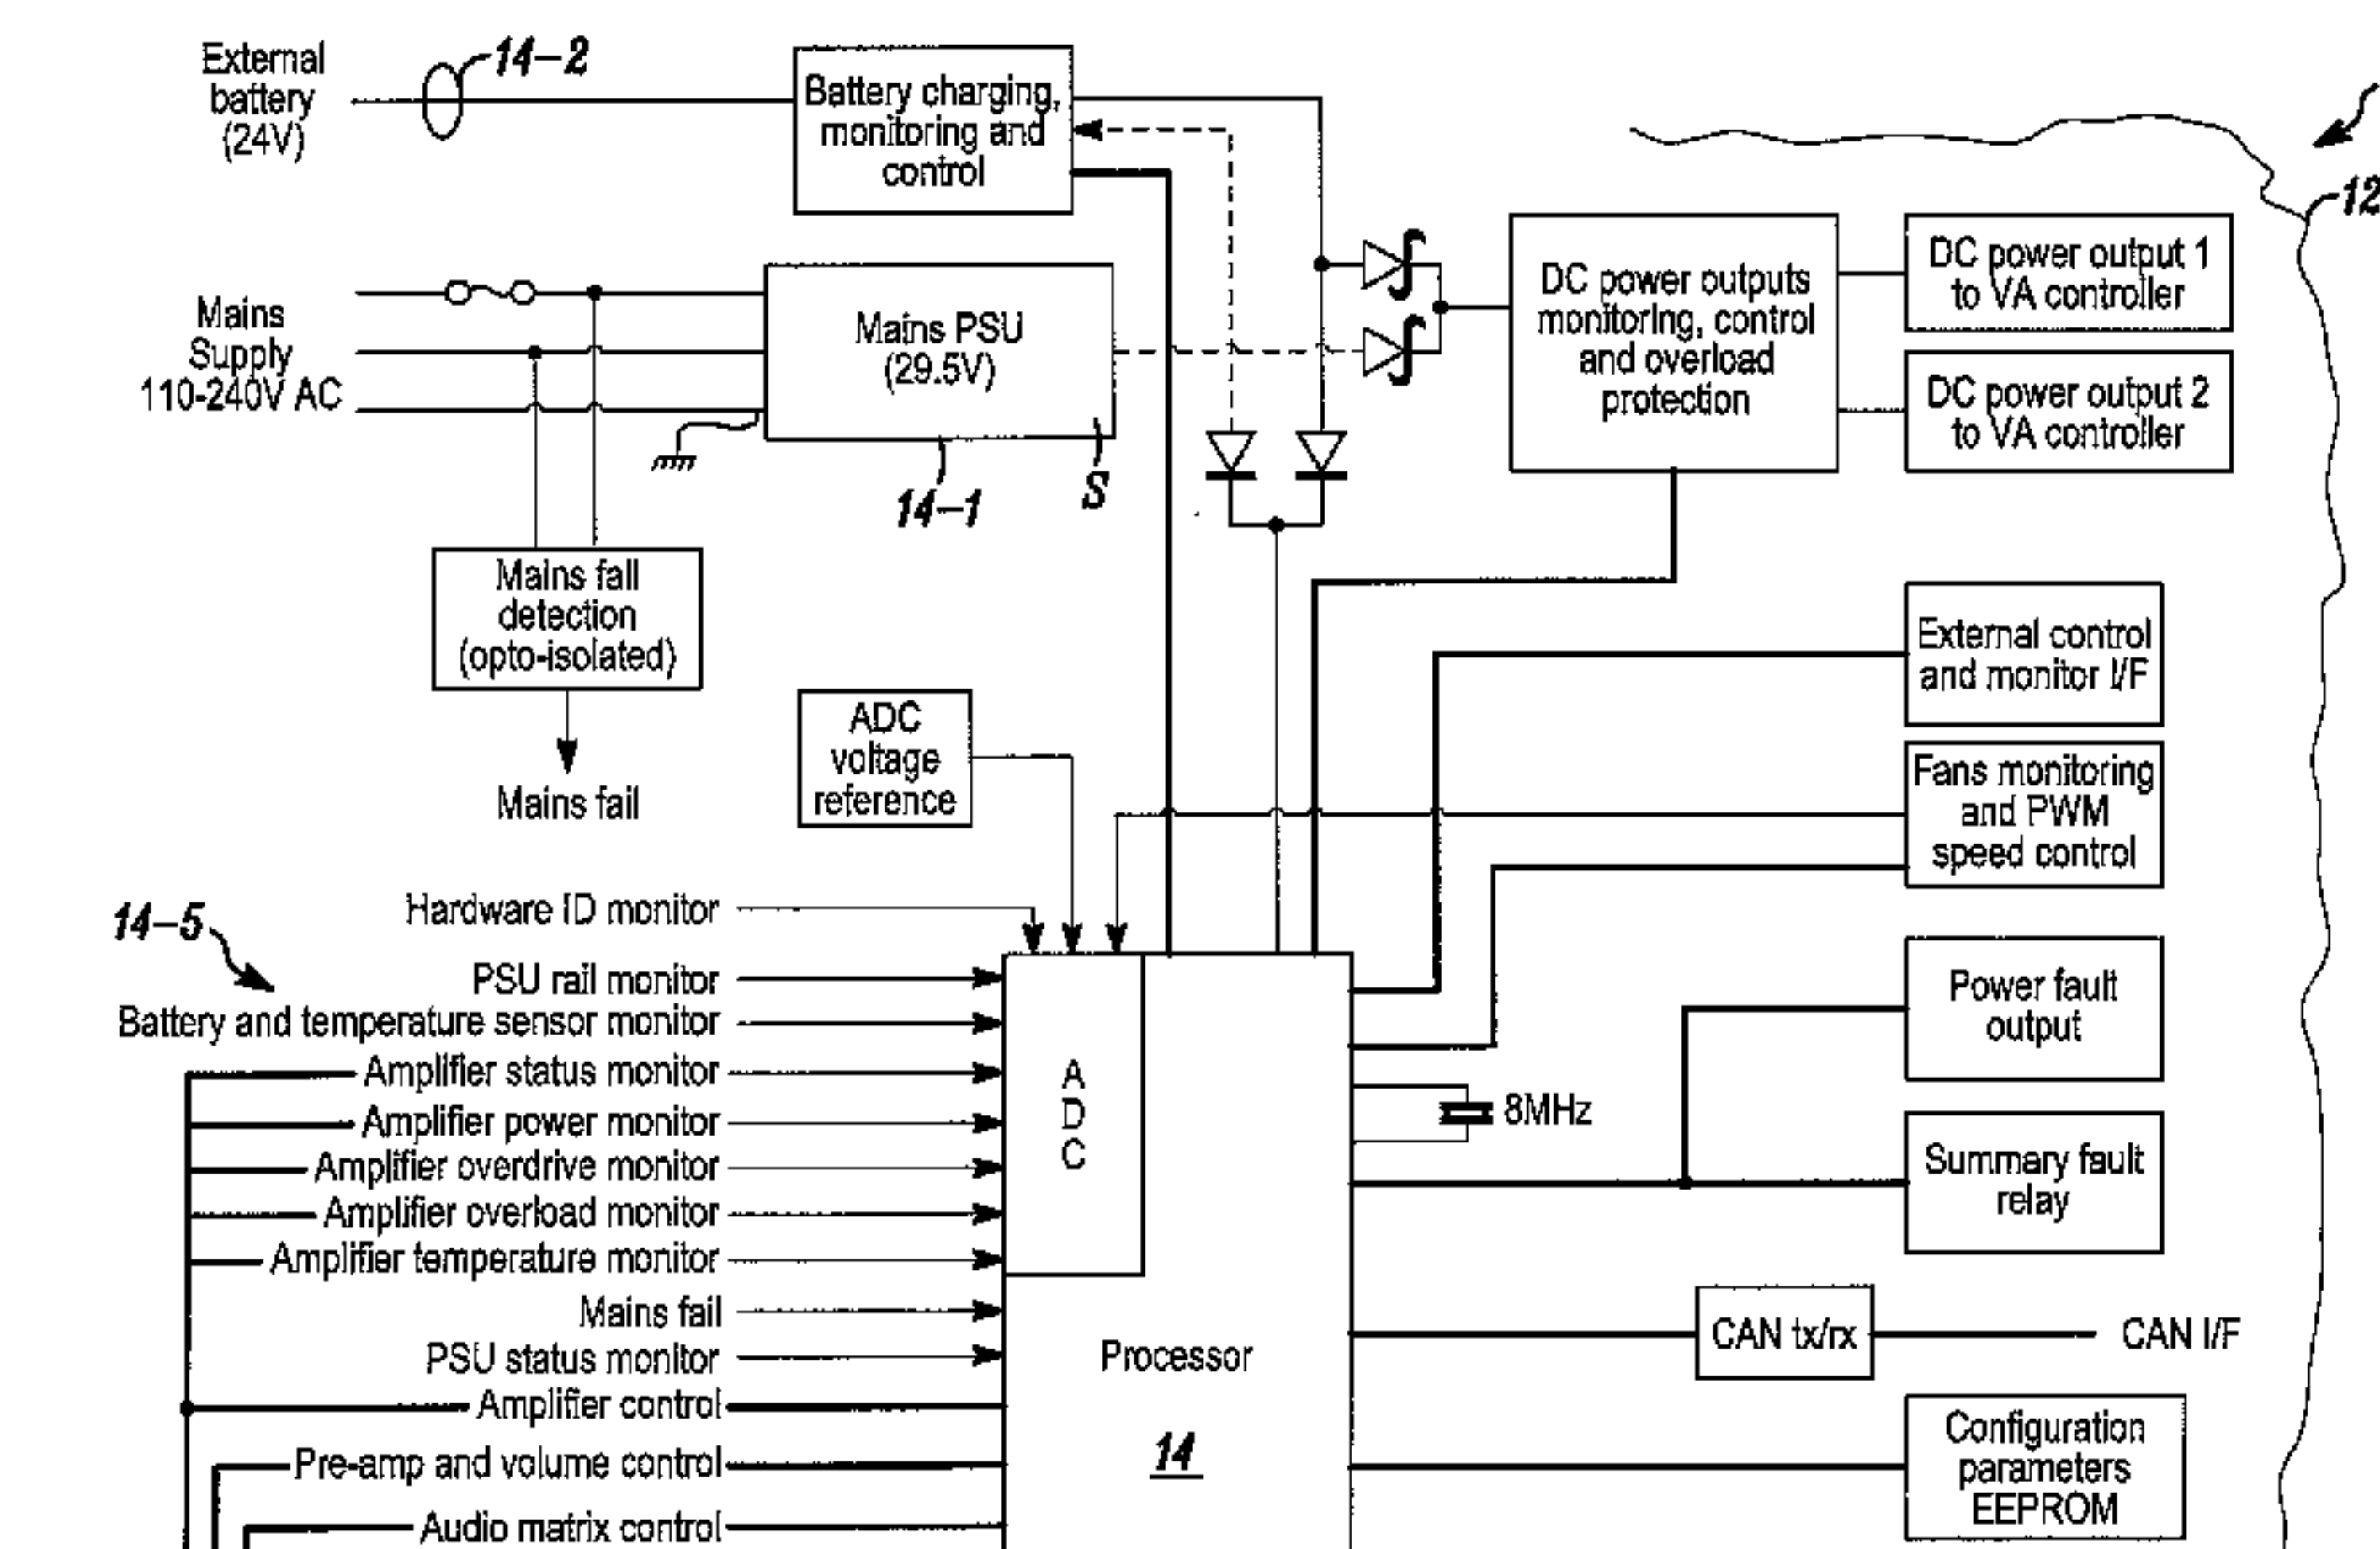 External
battery
(24V)
14-2
Battery charging,
monitoring and
control
12
Mains
Supply
110-240V AC
Mains PSU
(29.5V)
14-1
S
DC power outputs
monitoring, control
and overload
protection
DC power output 1
to VA controller
DC power output 2
to VA controller
Mains fail
detection
(opto-isolated)
Mains fail
ADC
voltage
reference
External control
and monitor I/F
Fans monitoring
and PWM
speed control
14-5
Hardware ID monitor
PSU rail monitor
Battery and temperature sensor monitor
Amplifier status monitor
Amplifier power monitor
Amplifier overdrive monitor
Amplifier overload monitor
Amplifier temperature monitor
Mains fail
PSU status monitor
Amplifier control
Pre-amp and volume control
Audio matrix control
A
D
C
Processor
14
8MHz
Power fault
output
Summary fault
relay
CAN tx/rx
CAN I/F
Configuration
parameters
EEPROM